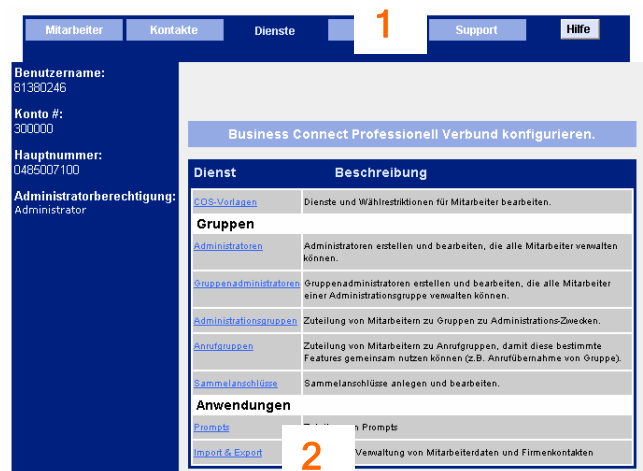 Mitarbeiter Kontakte Dienste 1 Support Hilfe
Benutzername:
81380246
Konto #:
300000
Hauptnummer:
0485007100
Administratorberechtigung:
Administrator
Business Connect Professionell Verbund konfigurieren.
Dienst Beschreibung
COS-Vorlagen Dienste und Wählrestriktionen für Mitarbeiter bearbeiten.
Gruppen
Administratoren Administratoren erstellen und bearbeiten, die alle Mitarbeiter verwalten
können.
Gruppenadministratoren Gruppenadministratoren erstellen und bearbeiten, die alle Mitarbeiter
einer Administrationsgruppe verwalten können.
Administrationsgruppen Zuteilung von Mitarbeitern zu Gruppen zu Administrations-Zwecken.
Anrufgruppen Zuteilung von Mitarbeitern zu Anrufgruppen, damit diese bestimmte
Features gemeinsam nutzen können (z.B. Anrufübernahme von Gruppe).
Sammelanschlüsse Sammelanschlüsse anlegen und bearbeiten.
Anwendungen
Prompts Prompts
Import & Export 2 Verwaltung von Mitarbeiterdaten und Firmenkontakten